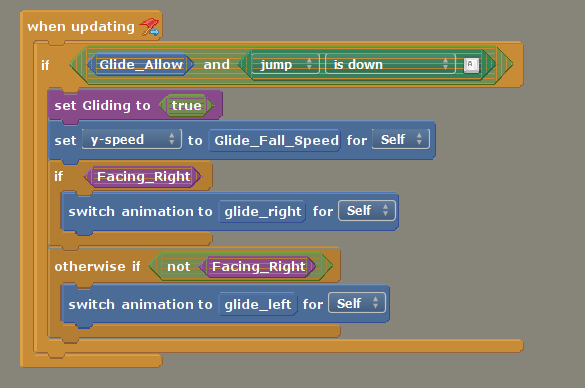 when updating
if Glide_Allow and jump is down A
set Gliding to true
set y-speed to Glide_Fall_Speed for Self
if Facing_Right
switch animation to glide_right for Self
otherwise if not Facing_Right
switch animation to glide_left for Self